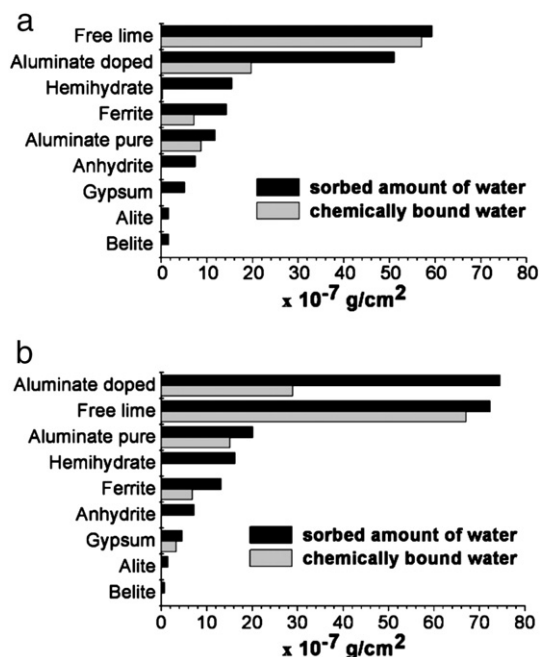 a
Free lime
Aluminate doped
Hemihydrate
Ferrite
Aluminate pure
Anhydrite
Gypsum
Alite
Belite
sorbed amount of water
chemically bound water
0 10 20 30 40 50 60 70 80
x 10⁻⁷ g/cm²
b
Aluminate doped
Free lime
Aluminate pure
Hemihydrate
Ferrite
Anhydrite
Gypsum
Alite
Belite
sorbed amount of water
chemically bound water
0 10 20 30 40 50 60 70 80
x 10⁻⁷ g/cm²